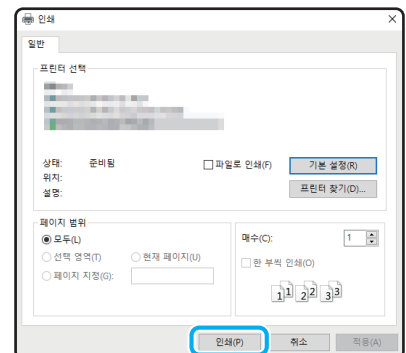 인쇄
일반
프린터 선택
상태: 준비됨
파일로 인쇄(F)
기본 설정(R)
위치:
설명:
프린터 찾기(D)...
페이지 범위
모두(L)
선택 영역(T) 현재 페이지(U)
페이지 지정(G):
매수(C): 1
한 부씩 인쇄(O)
1 1 2 2 3 3
인쇄(P) 취소 적용(A)